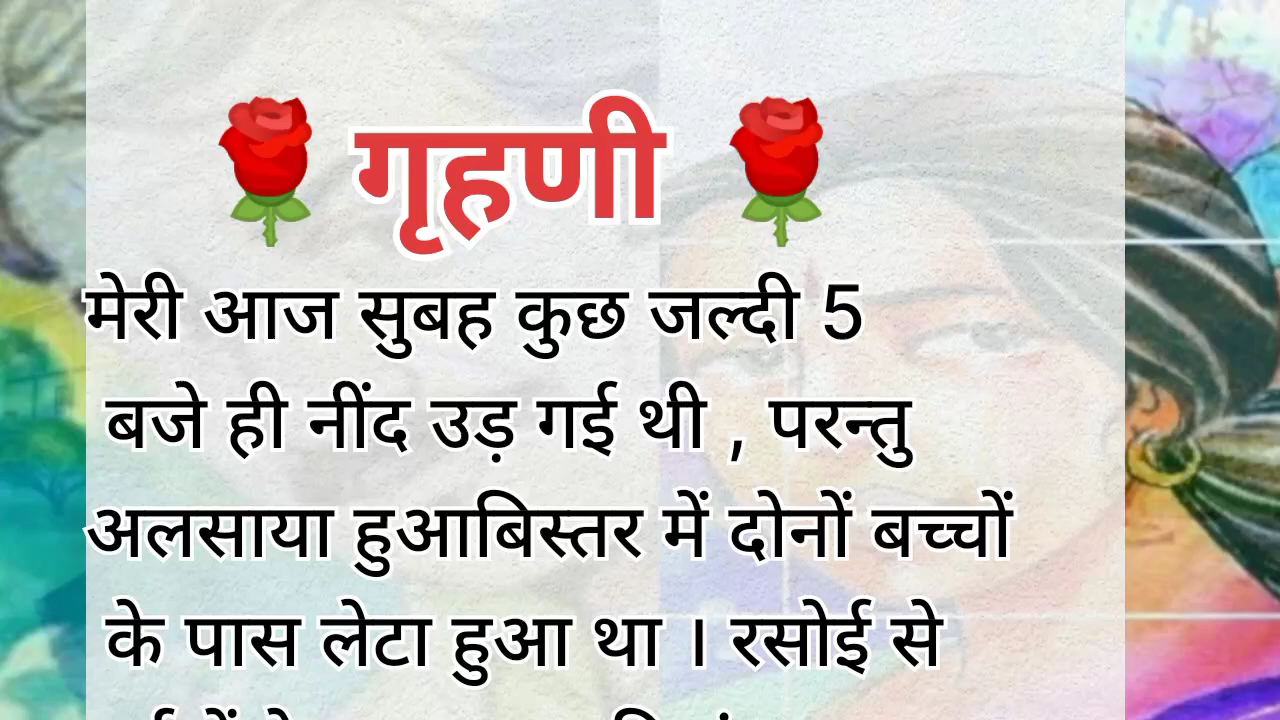 🌹 गृहणी 🌹
मेरी आज सुबह कुछ जल्दी 5
बजे ही नींद उड़ गई थी , परन्तु
अलसाया हुआबिस्तर में दोनों बच्चों
के पास लेटा हुआ था । रसोई से